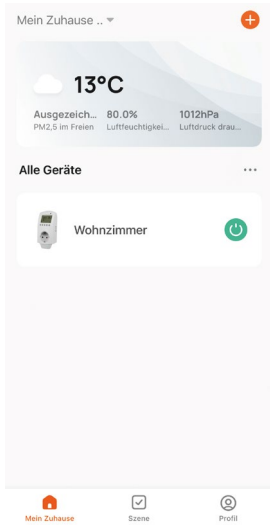 Mein Zuhause ..
13°C
Ausgezeich... 80.0% 1012hPa
PM2,5 im Freien Luftfeuchtigkei... Luftdruck drau...
Alle Geräte
Wohnzimmer
Mein Zuhause Szene Profil